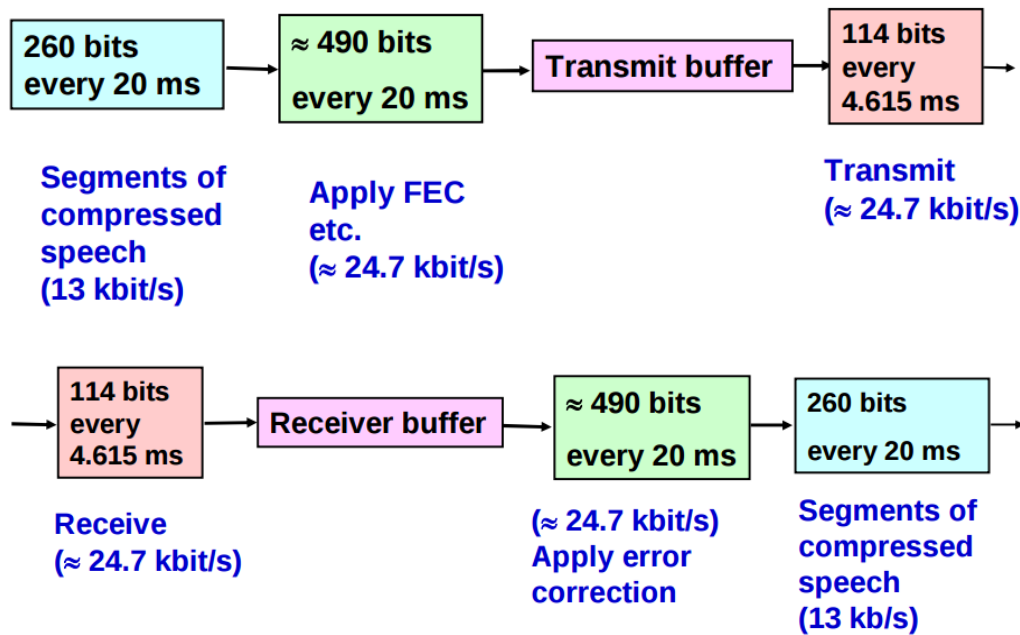 260 bits
every 20 ms
≈ 490 bits
every 20 ms
Transmit buffer
114 bits
every
4.615 ms
Segments of
compressed
speech
(13 kbit/s)
Apply FEC
etc.
(≈ 24.7 kbit/s)
Transmit
(≈ 24.7 kbit/s)
114 bits
every
4.615 ms
Receiver buffer
≈ 490 bits
every 20 ms
260 bits
every 20 ms
Receive
(≈ 24.7 kbit/s)
(≈ 24.7 kbit/s)
Apply error
correction
Segments of
compressed
speech
(13 kb/s)